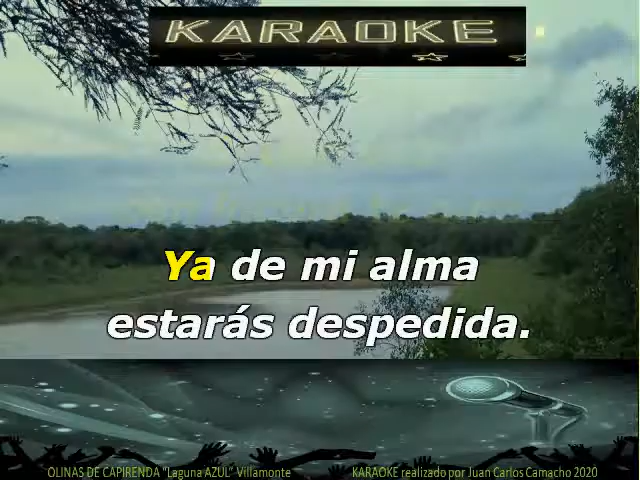 KARAOKE
Ya de mi alma
estarás despedida.
OLINAS DE CAPIRENDA "Laguna AZUL" Villamonte
KARAOKE realizado por Juan Carlos Camacho 2020